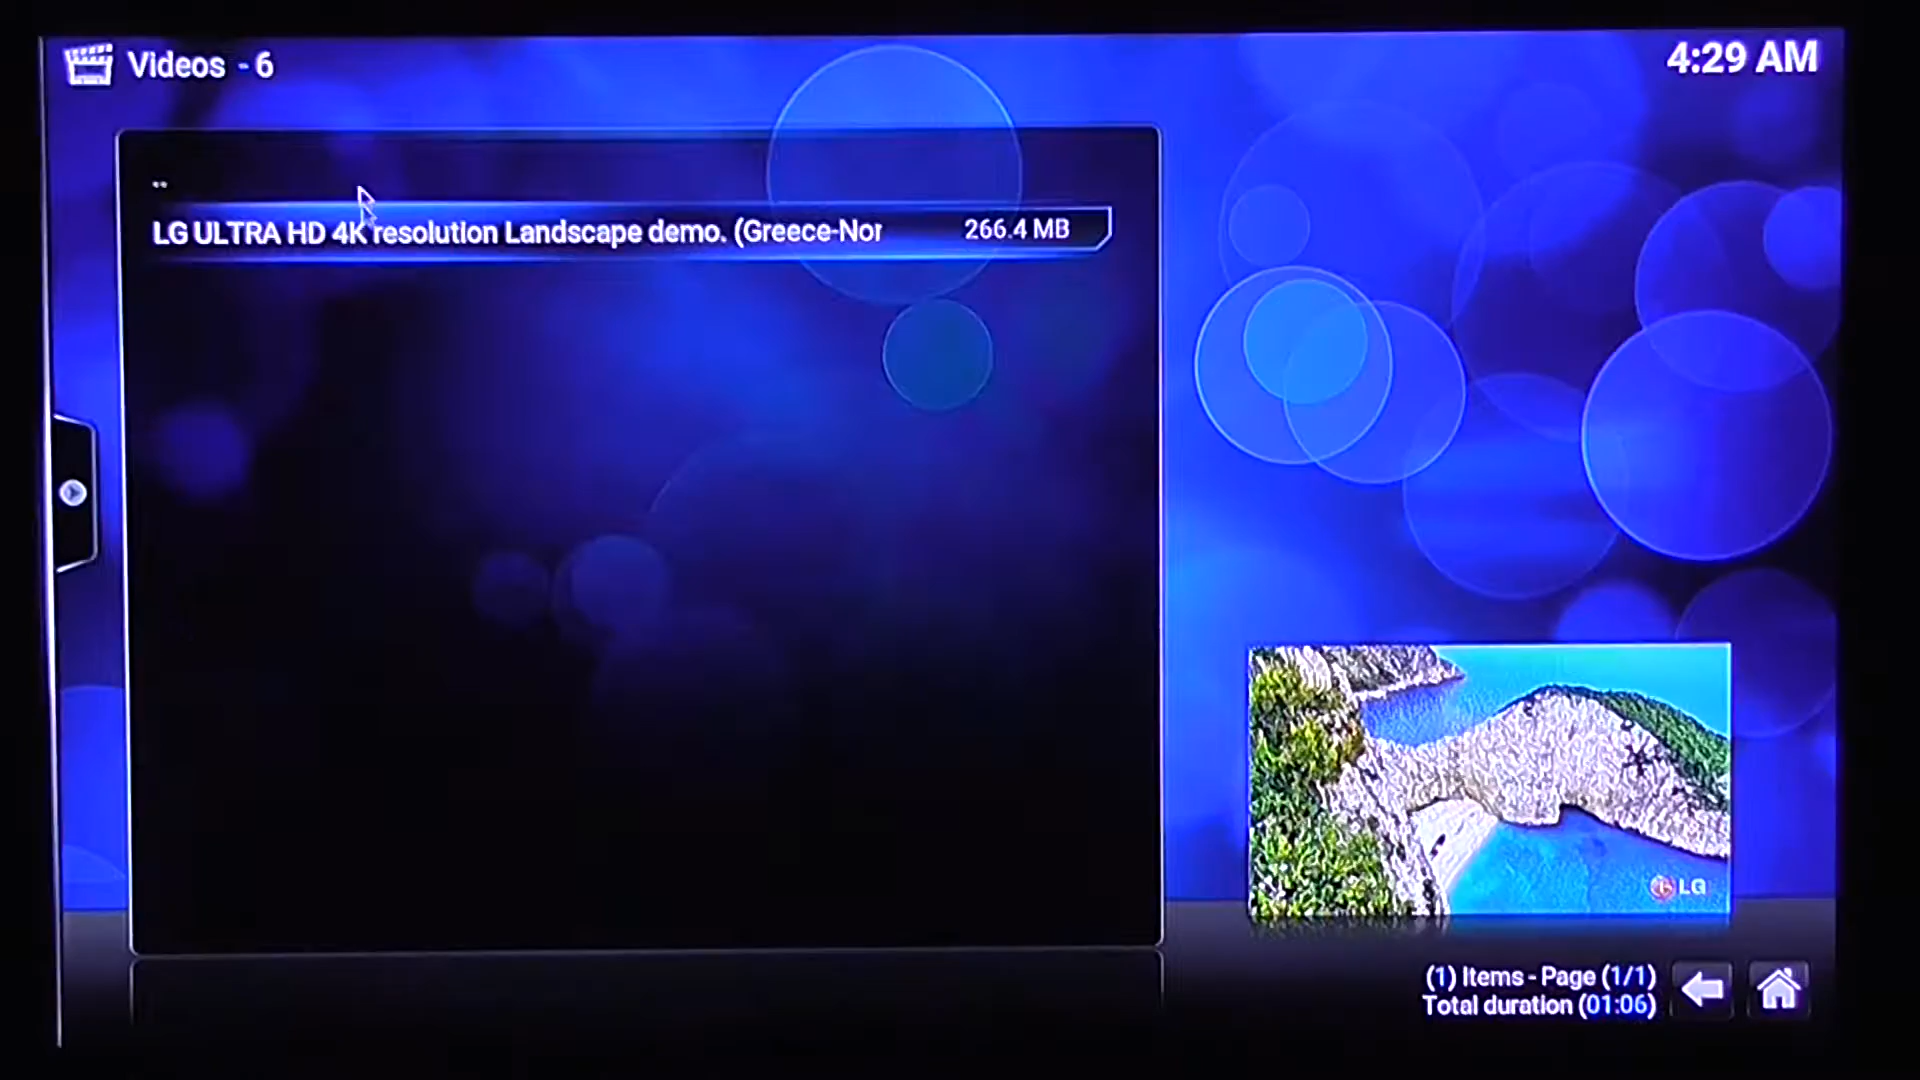 Videos - 6
4:29 AM
..
LG ULTRA HD 4K resolution Landscape demo. (Greece-Nor
266.4 MB
LG
(1) Items - Page (1/1)
Total duration (01:06)